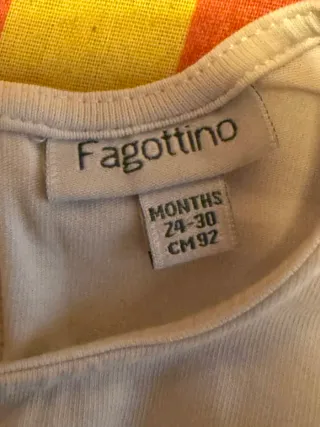 Fagottino
MONTHS
24-30
CM 92